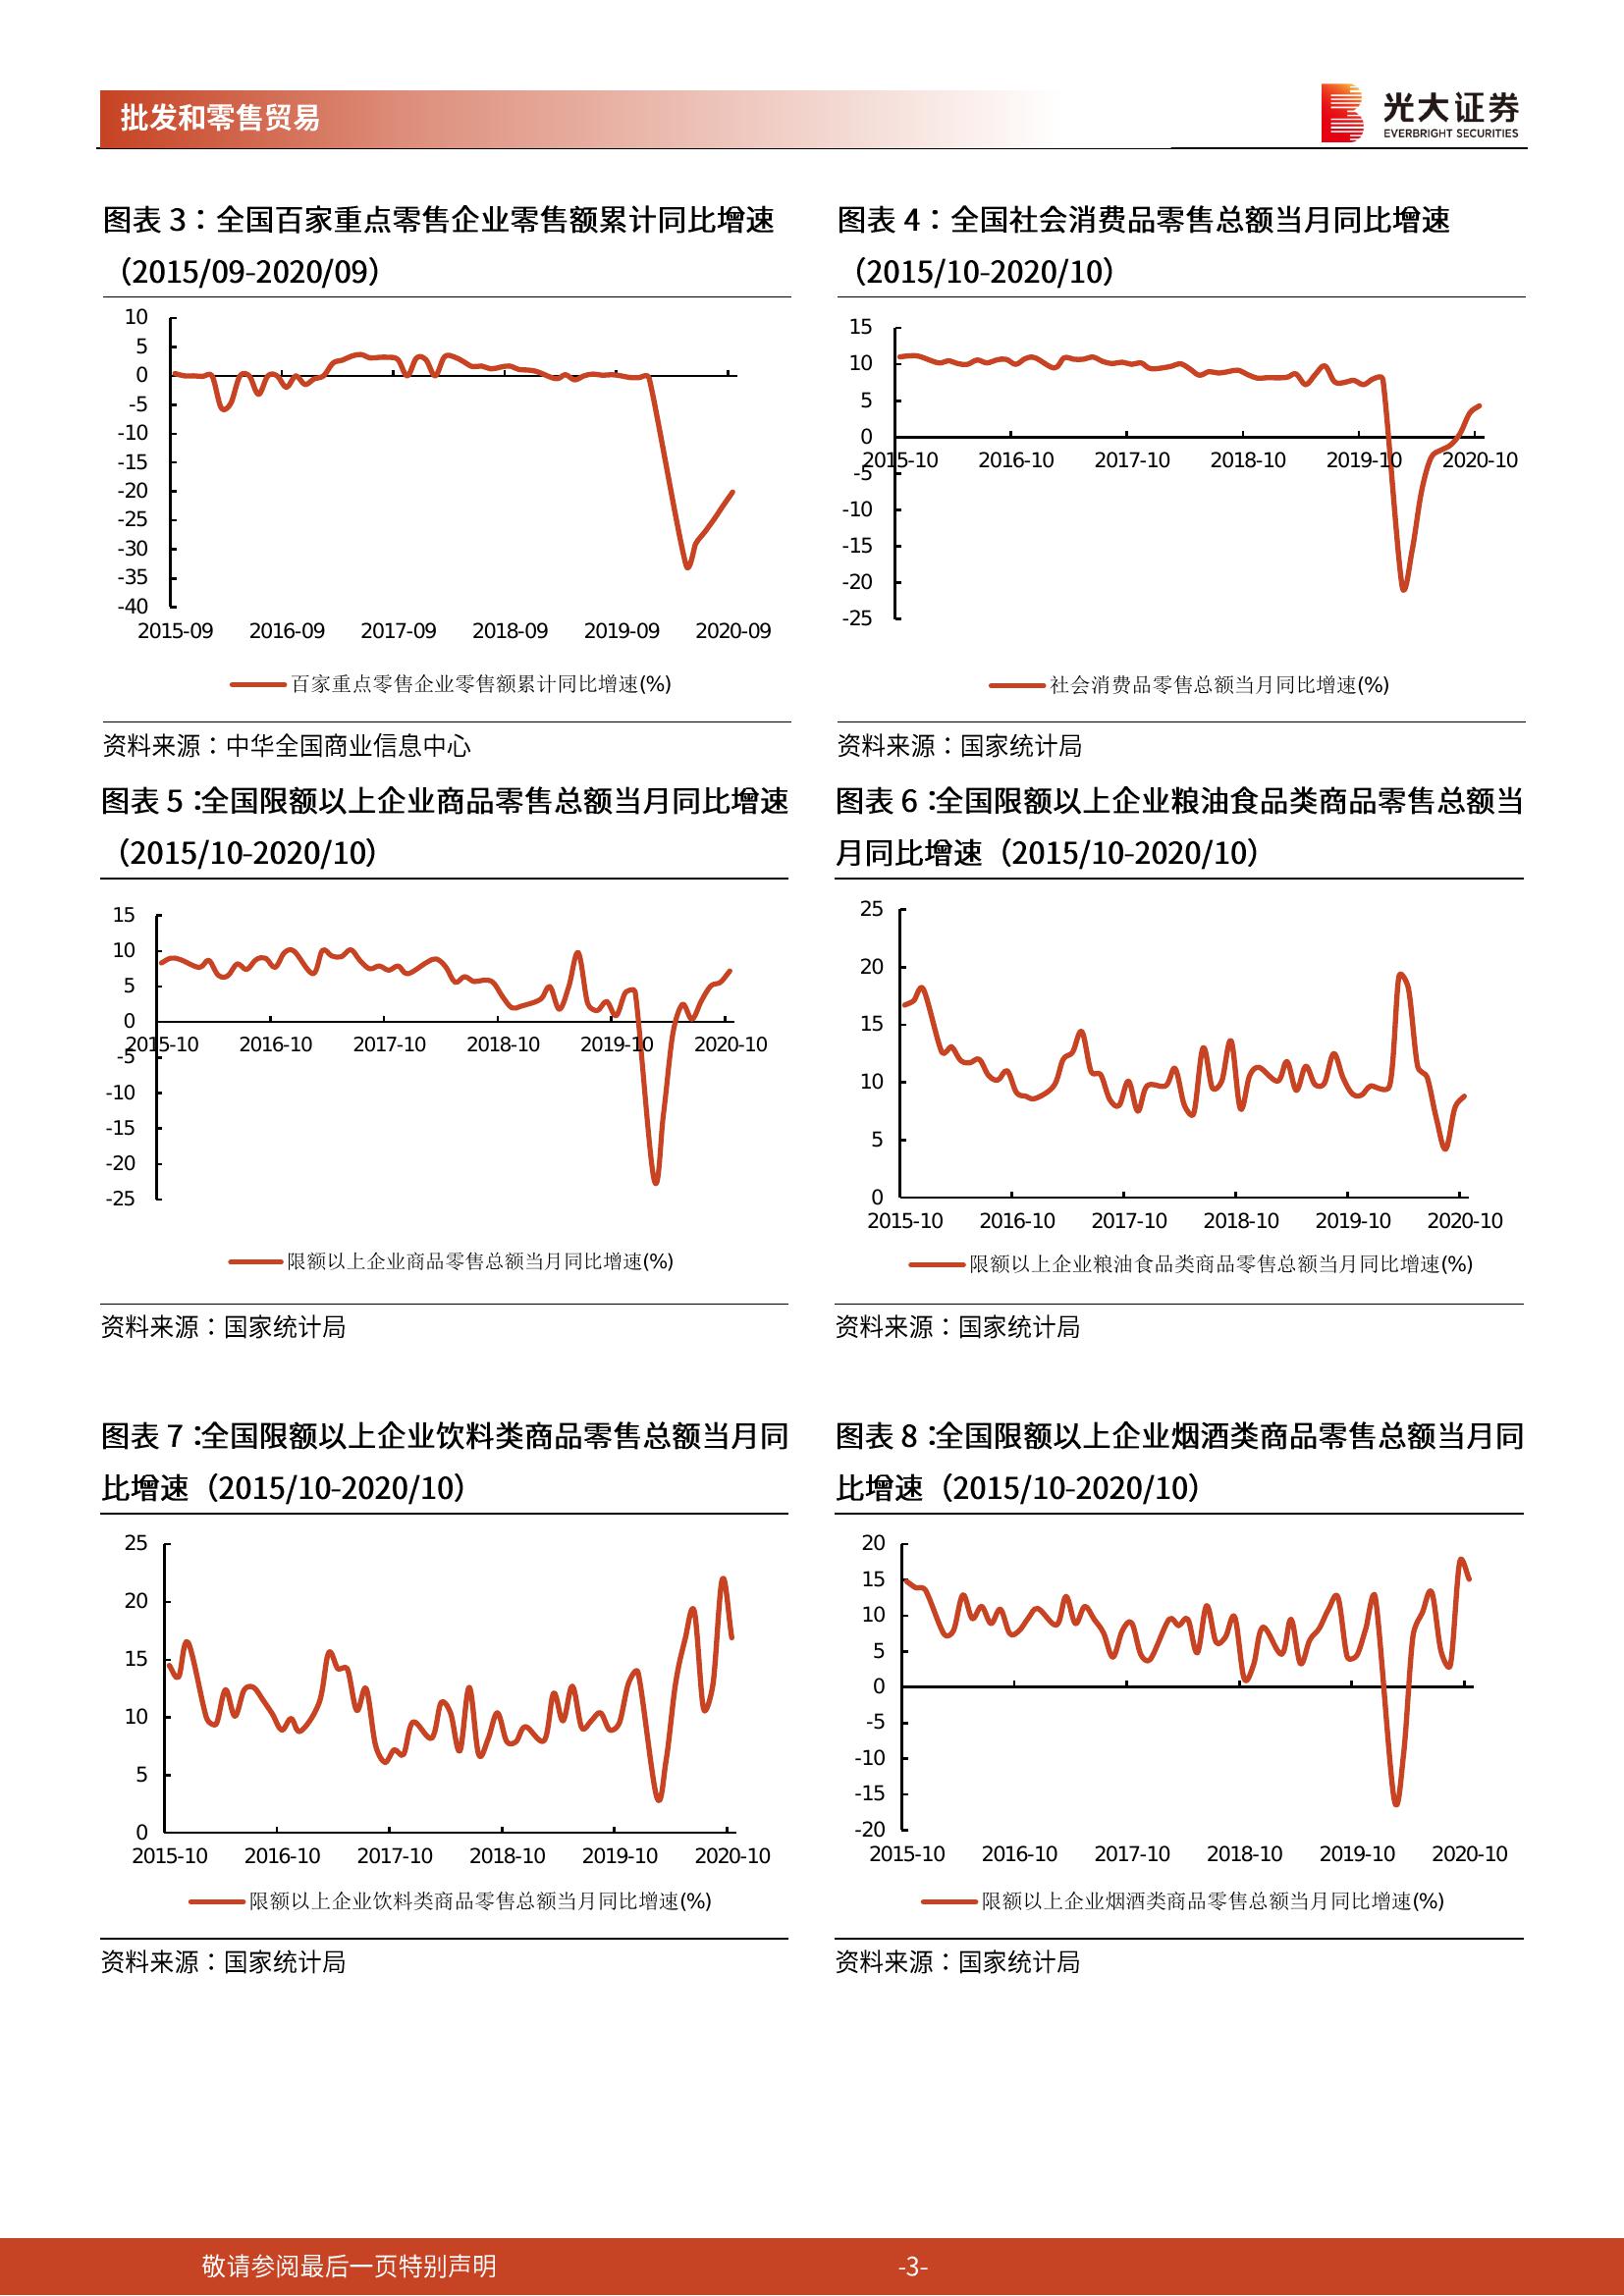 批发和零售贸易
光大证券
EVERBRIGHT SECURITIES
图表 3：全国百家重点零售企业零售额累计同比增速
（2015/09-2020/09）
10
5
0
-5
-10
-15
-20
-25
-30
-35
-40
2015-09 2016-09 2017-09 2018-09 2019-09 2020-09
百家重点零售企业零售额累计同比增速(%)
资料来源：中华全国商业信息中心
图表 4：全国社会消费品零售总额当月同比增速
（2015/10-2020/10）
15
10
5
0
-5
-10
-15
-20
-25
2015-10 2016-10 2017-10 2018-10 2019-10 2020-10
社会消费品零售总额当月同比增速(%)
资料来源：国家统计局
图表 5：全国限额以上企业商品零售总额当月同比增速
（2015/10-2020/10）
15
10
5
0
-5
-10
-15
-20
-25
2015-10 2016-10 2017-10 2018-10 2019-10 2020-10
限额以上企业商品零售总额当月同比增速(%)
资料来源：国家统计局
图表 6：全国限额以上企业粮油食品类商品零售总额当
月同比增速（2015/10-2020/10）
25
20
15
10
5
0
2015-10 2016-10 2017-10 2018-10 2019-10 2020-10
限额以上企业粮油食品类商品零售总额当月同比增速(%)
资料来源：国家统计局
图表 7：全国限额以上企业饮料类商品零售总额当月同
比增速（2015/10-2020/10）
25
20
15
10
5
0
2015-10 2016-10 2017-10 2018-10 2019-10 2020-10
限额以上企业饮料类商品零售总额当月同比增速(%)
资料来源：国家统计局
图表 8：全国限额以上企业烟酒类商品零售总额当月同
比增速（2015/10-2020/10）
20
15
10
5
0
-5
-10
-15
-20
2015-10 2016-10 2017-10 2018-10 2019-10 2020-10
限额以上企业烟酒类商品零售总额当月同比增速(%)
资料来源：国家统计局
敬请参阅最后一页特别声明
-3-